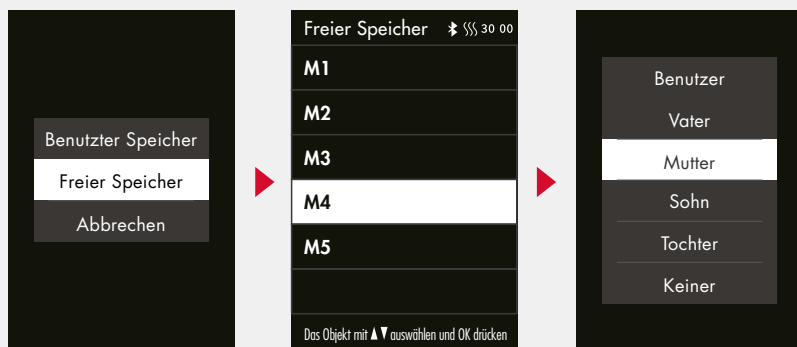 Benutzter Speicher
Freier Speicher
Abbrechen
Freier Speicher 30 00
M1
M2
M3
M4
M5
Das Objekt mit ▲▼ auswählen und OK drücken
Benutzer
Vater
Mutter
Sohn
Tochter
Keiner